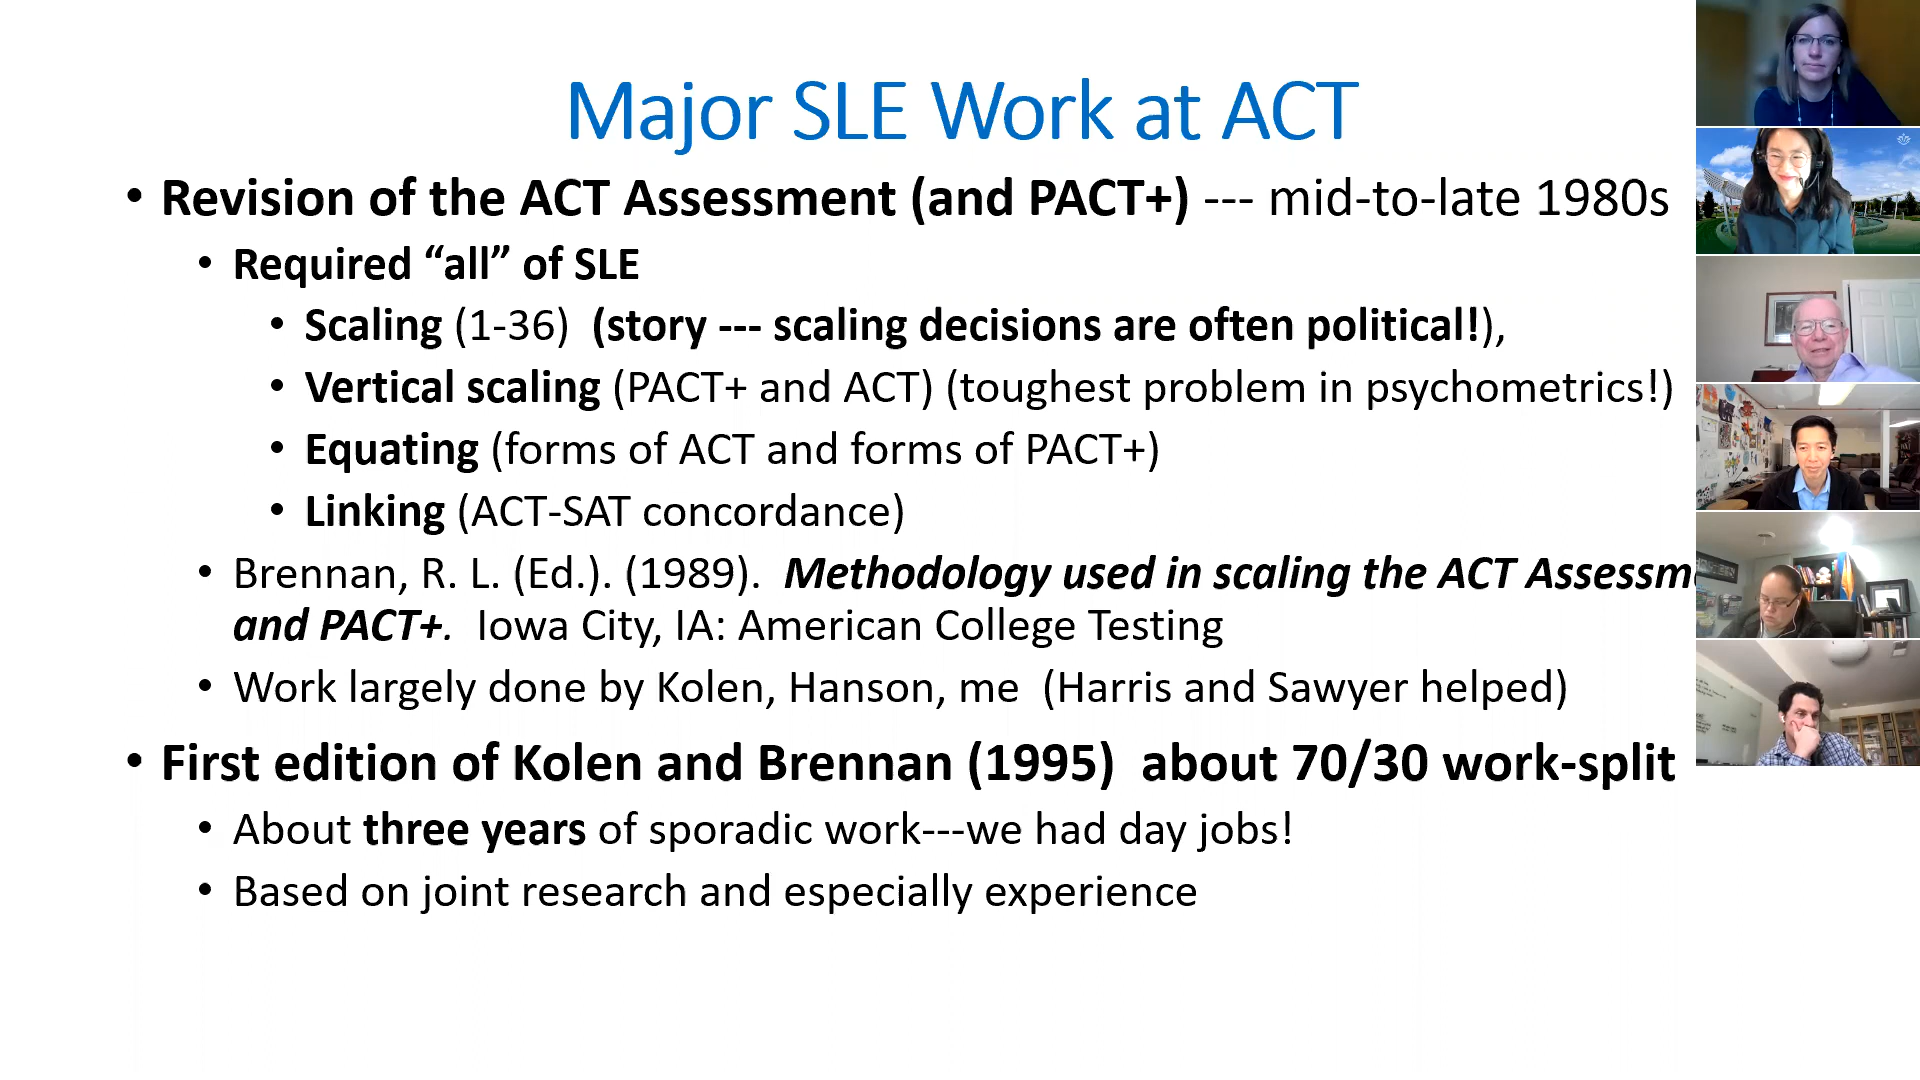 Major SLE Work at ACT
• Revision of the ACT Assessment (and PACT+) --- mid-to-late 1980s
• Required “all” of SLE
• Scaling (1-36)  (story --- scaling decisions are often political!),
• Vertical scaling (PACT+ and ACT) (toughest problem in psychometrics!)
• Equating (forms of ACT and forms of PACT+)
• Linking (ACT-SAT concordance)
• Brennan, R. L. (Ed.). (1989).  Methodology used in scaling the ACT Assessm
and PACT+.  Iowa City, IA: American College Testing
• Work largely done by Kolen, Hanson, me  (Harris and Sawyer helped)
• First edition of Kolen and Brennan (1995)  about 70/30 work-split
• About three years of sporadic work---we had day jobs!
• Based on joint research and especially experience